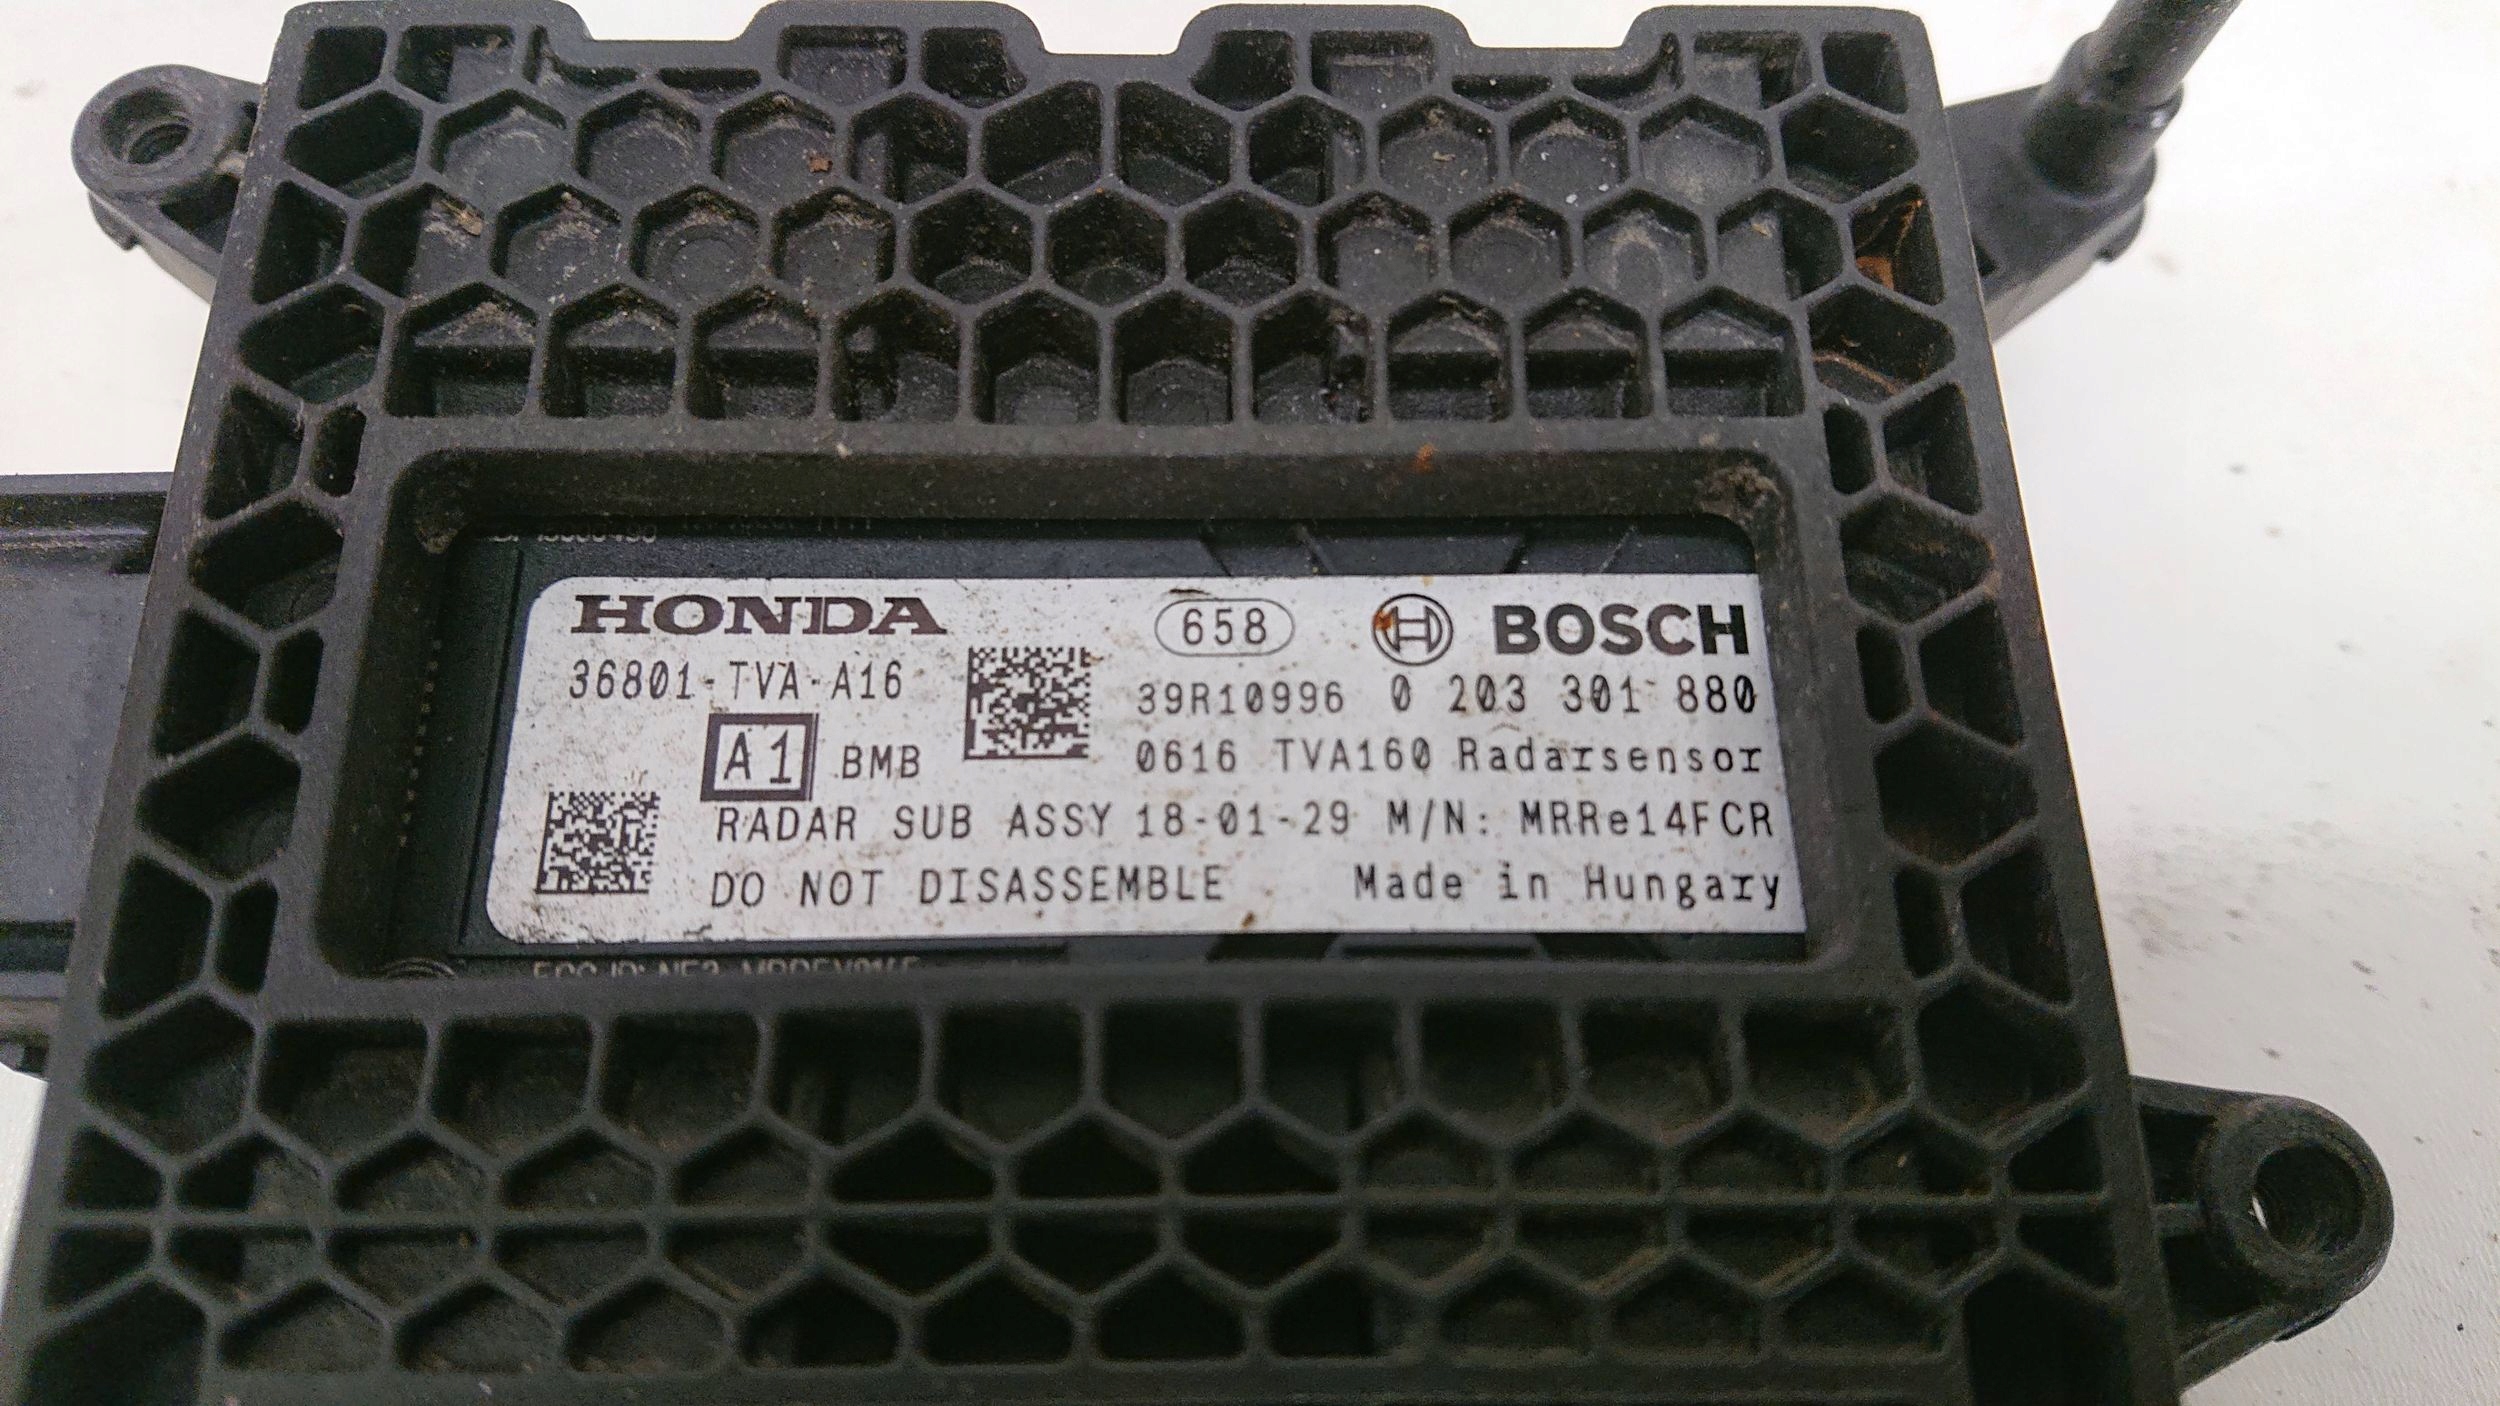 HONDA
658
BOSCH
36801-TVA-A16
39R10996 0 203 301 880
A1 BMB
0616 TVA160 Radarsensor
RADAR SUB ASSY 18-01-29 M/N: MRRe14FCR
DO NOT DISASSEMBLE Made in Hungary